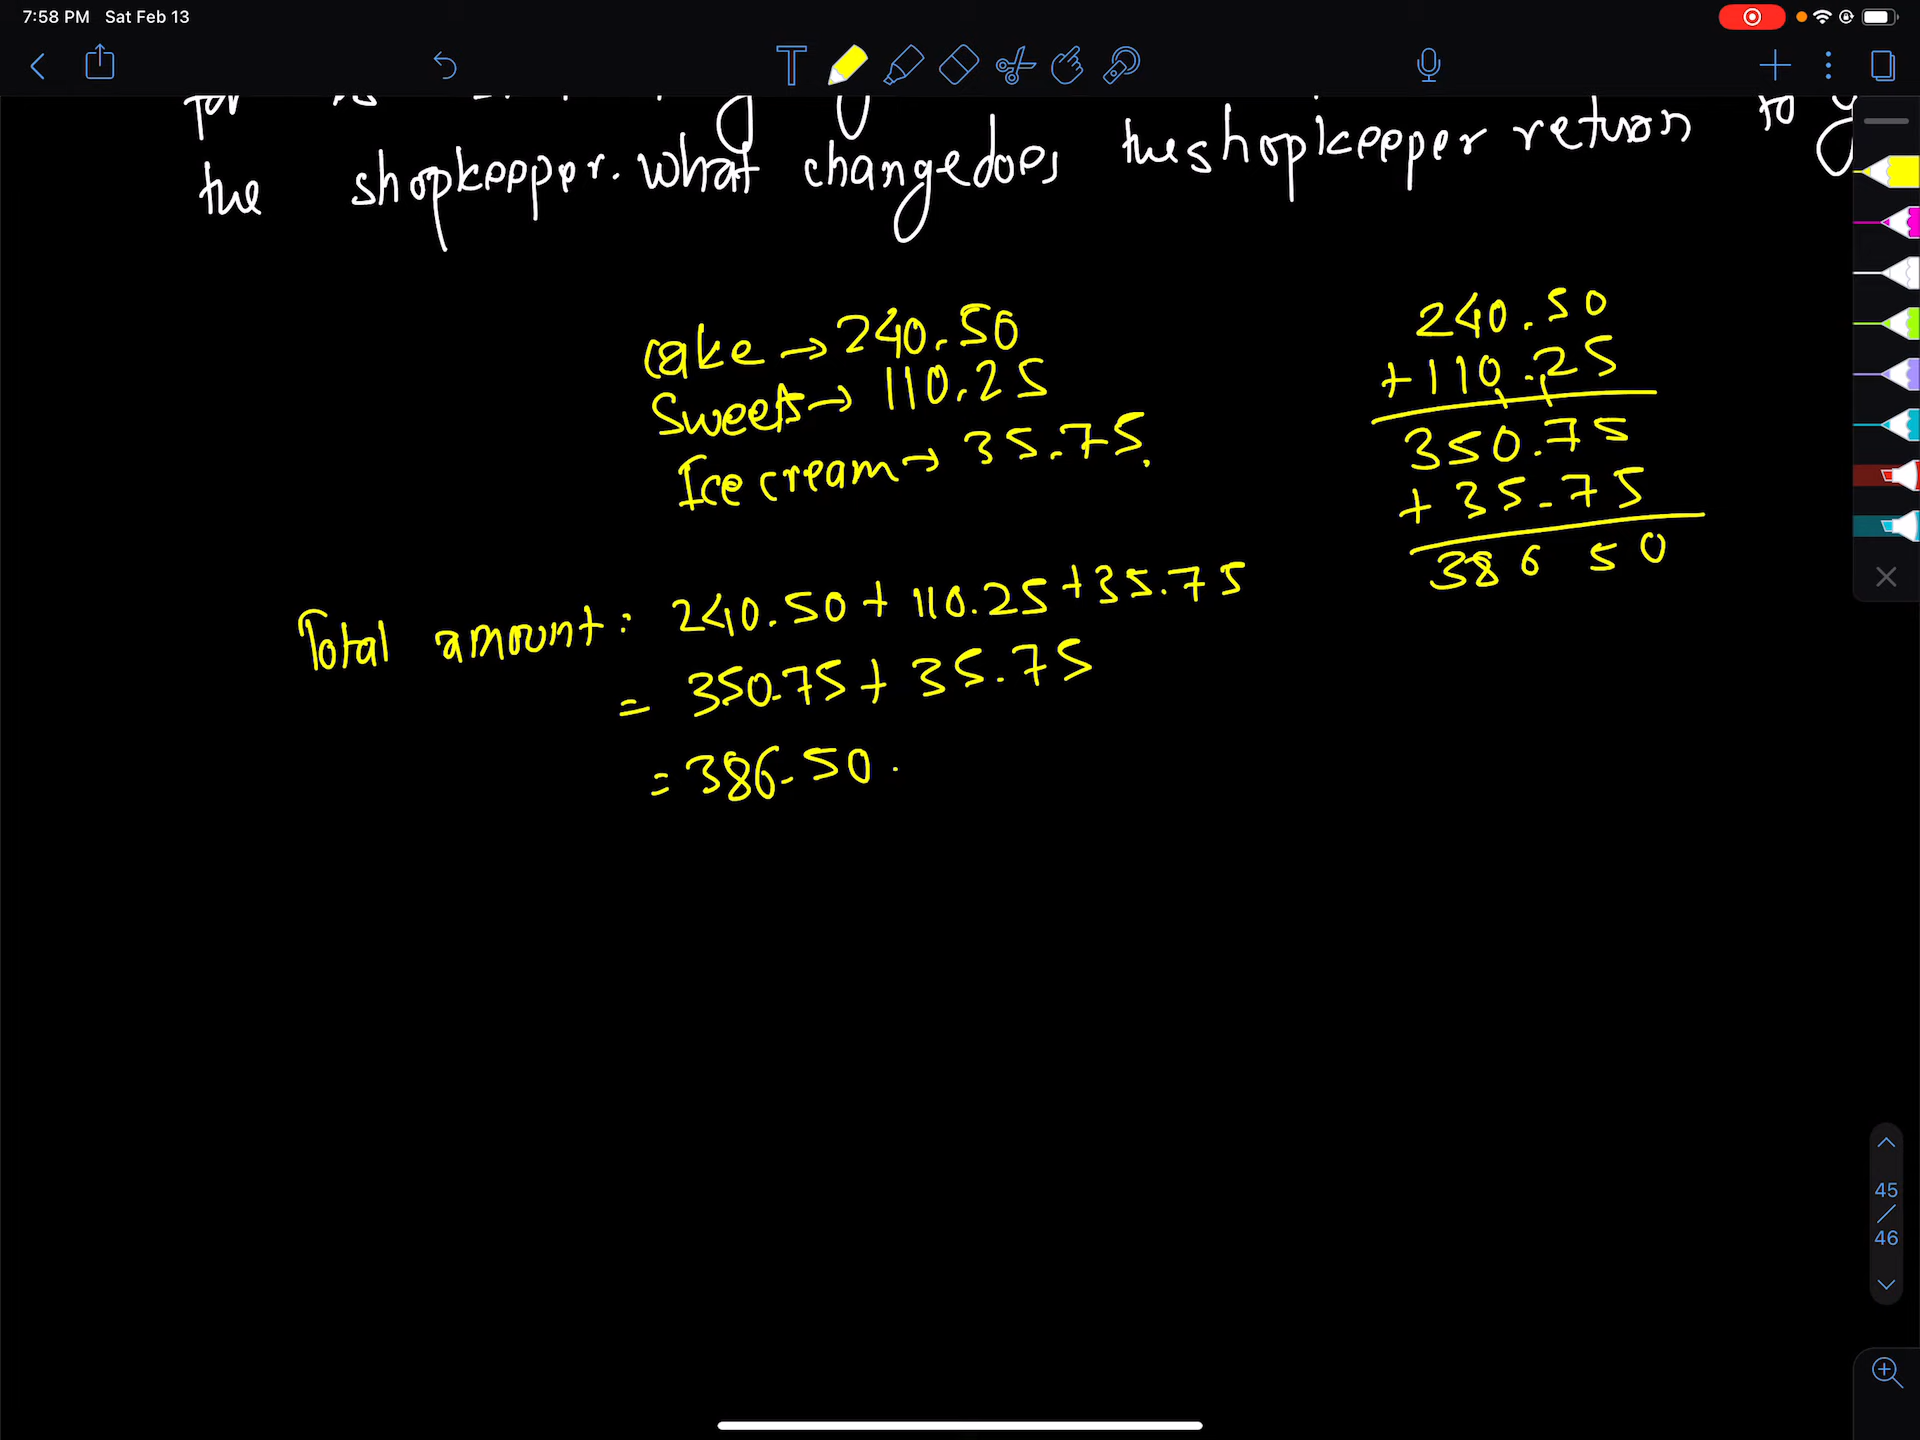 7:58 PM Sat Feb 13
for
the shopkeeper. What change does the shopkeeper return to
cake → 240.50
Sweets → 110.25
Ice cream → 35.75.
240.50
+110.25
350.75
+35.75
386 50
Total amount: 240.50 + 110.25 + 35.75
= 350.75 + 35.75
= 386.50.
45
/
46